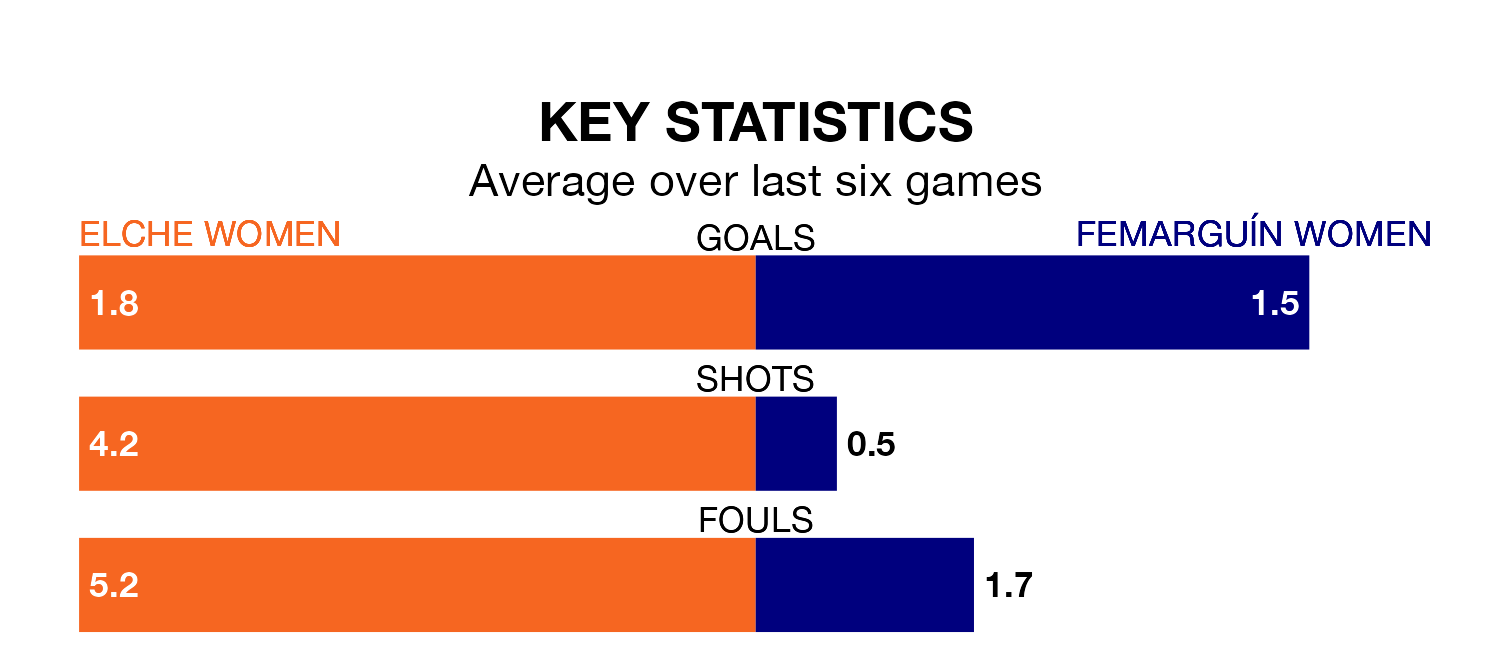 KEY STATISTICS
Average over last six games
ELCHE WOMEN
GOALS
FEMARGUÍN WOMEN
1.8
1.5
SHOTS
4.2
0.5
FOULS
5.2
1.7